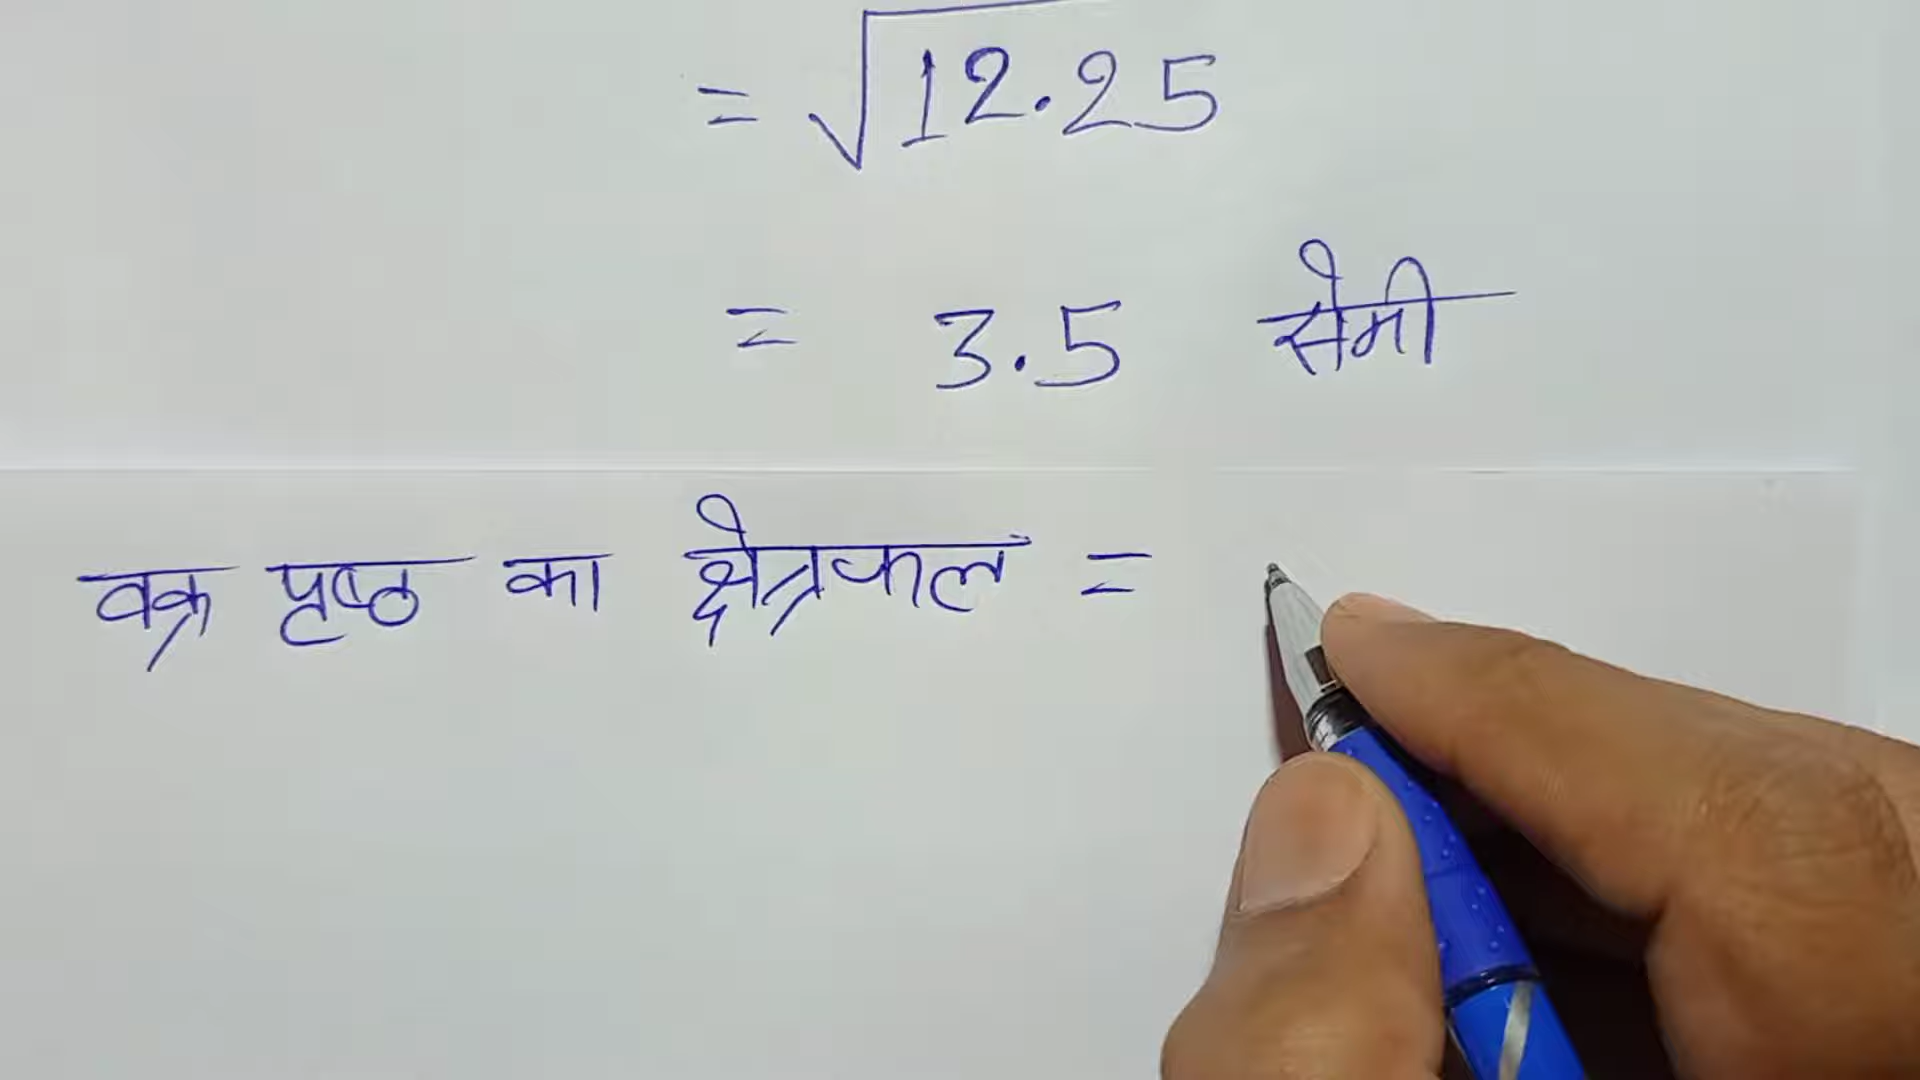 = √12.25
= 3.5 सेमी
वक्र पृष्ठ का क्षेत्रफल =